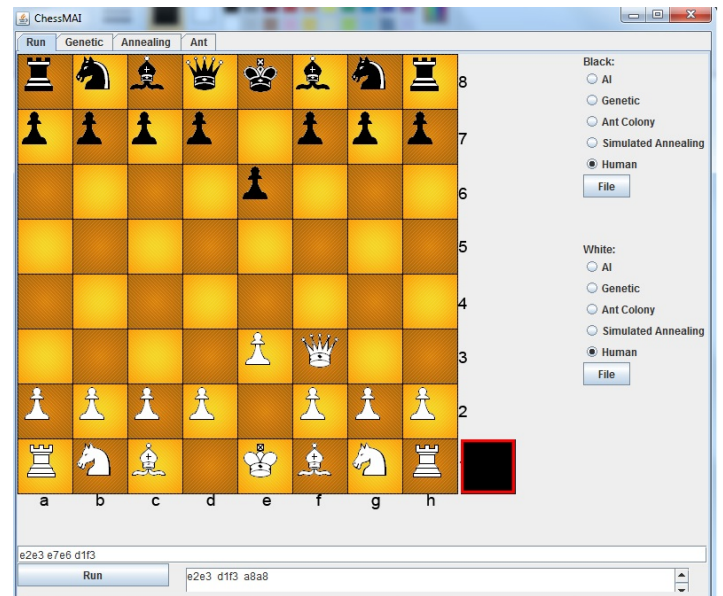 ChessMAI
Run Genetic Annealing Ant
Black:
AI
Genetic
Ant Colony
Simulated Annealing
Human
File
White:
AI
Genetic
Ant Colony
Simulated Annealing
Human
File
8
7
6
5
4
3
2
a b c d e f g h
e2e3 e7e6 d1f3
Run
e2e3 d1f3 a8a8